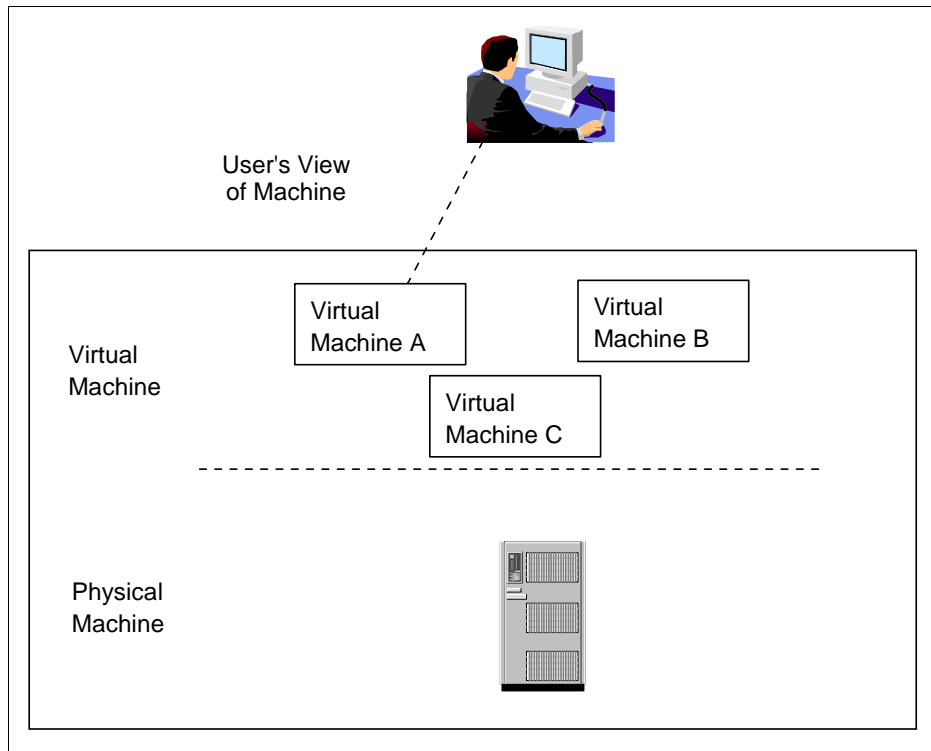 User's View
of Machine
Virtual
Machine A
Virtual
Machine B
Virtual
Machine
Virtual
Machine C
Physical
Machine